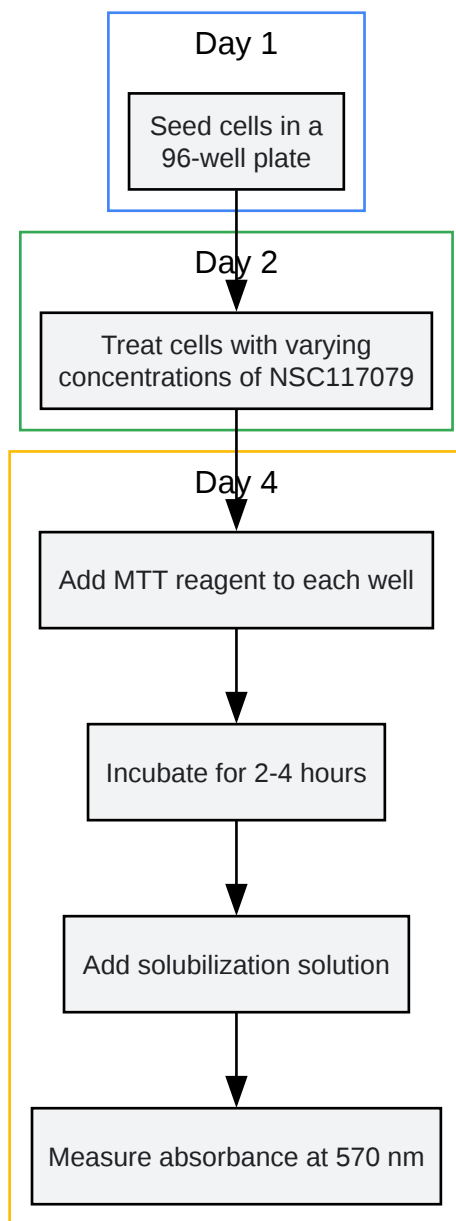 Day 1
Seed cells in a
96-well plate
Day 2
Treat cells with varying
concentrations of NSC117079
Day 4
Add MTT reagent to each well
Incubate for 2-4 hours
Add solubilization solution
Measure absorbance at 570 nm